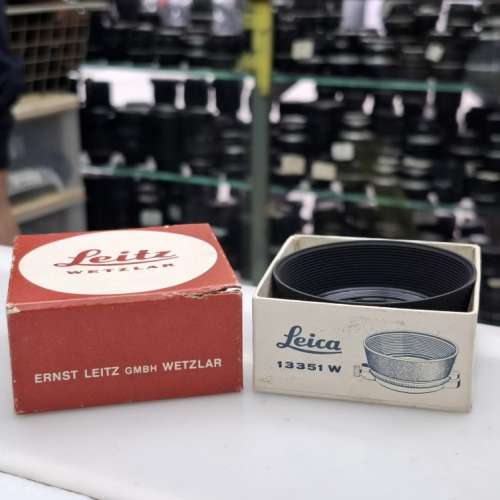 Leitz
WETZLAR
ERNST LEITZ GMBH WETZLAR
Leica
13351 W